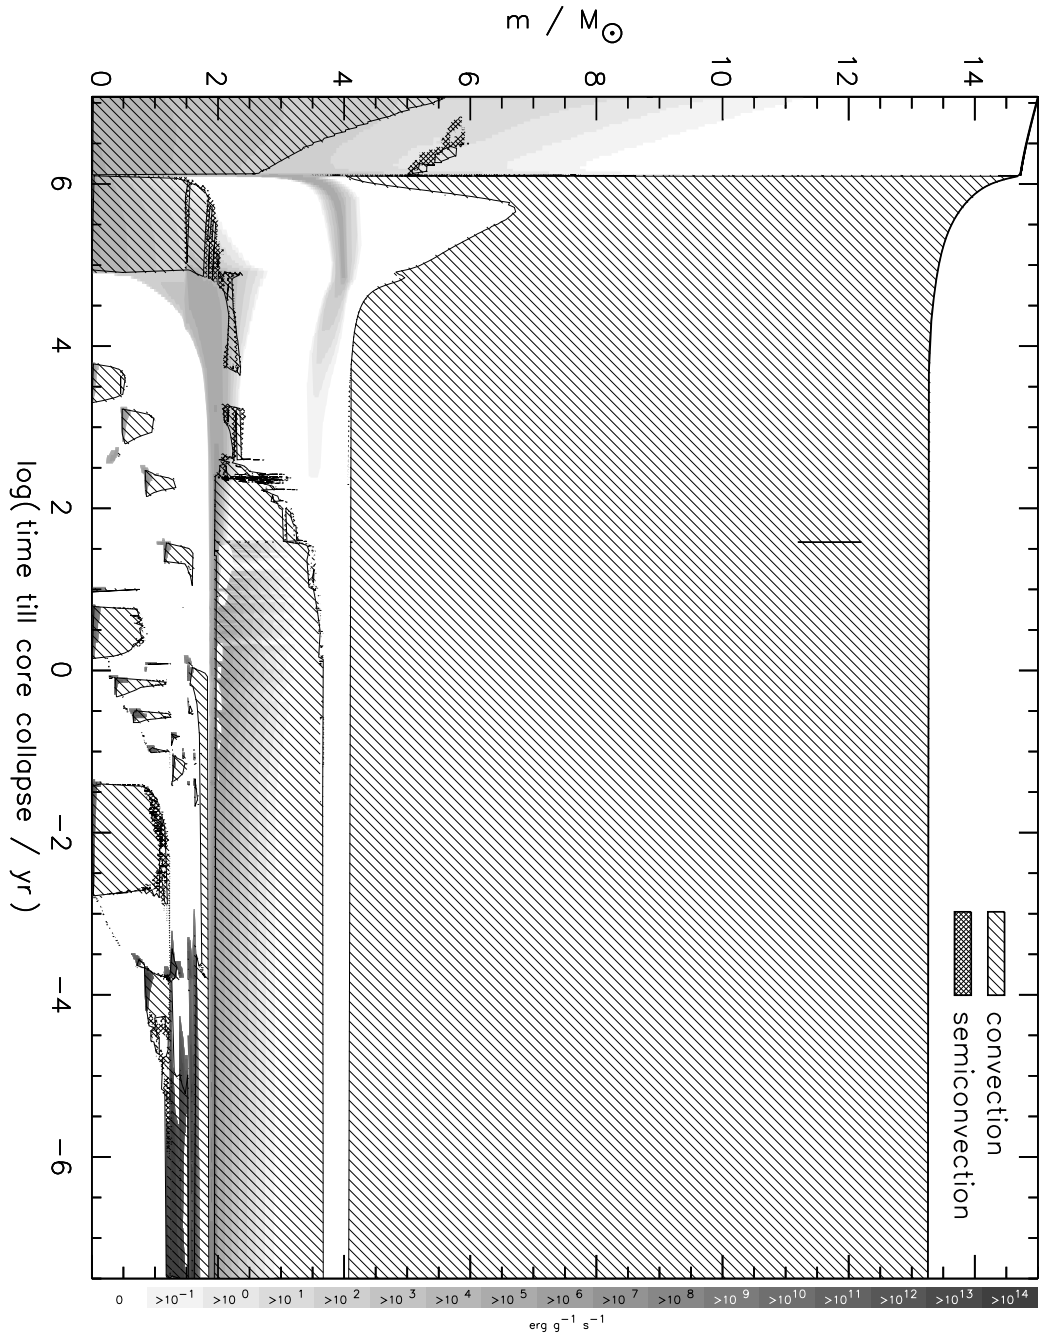 m / M⊙
0 2 4 6 8 10 12 14
6
4
2
0
−2
−4
−6
log(time till core collapse / yr)
convection
semiconvection
0 >10⁻¹ >10⁰ >10¹ >10² >10³ >10⁴ >10⁵ >10⁶ >10⁷ >10⁸ >10⁹ >10¹⁰ >10¹¹ >10¹² >10¹³ >10¹⁴
erg g⁻¹ s⁻¹